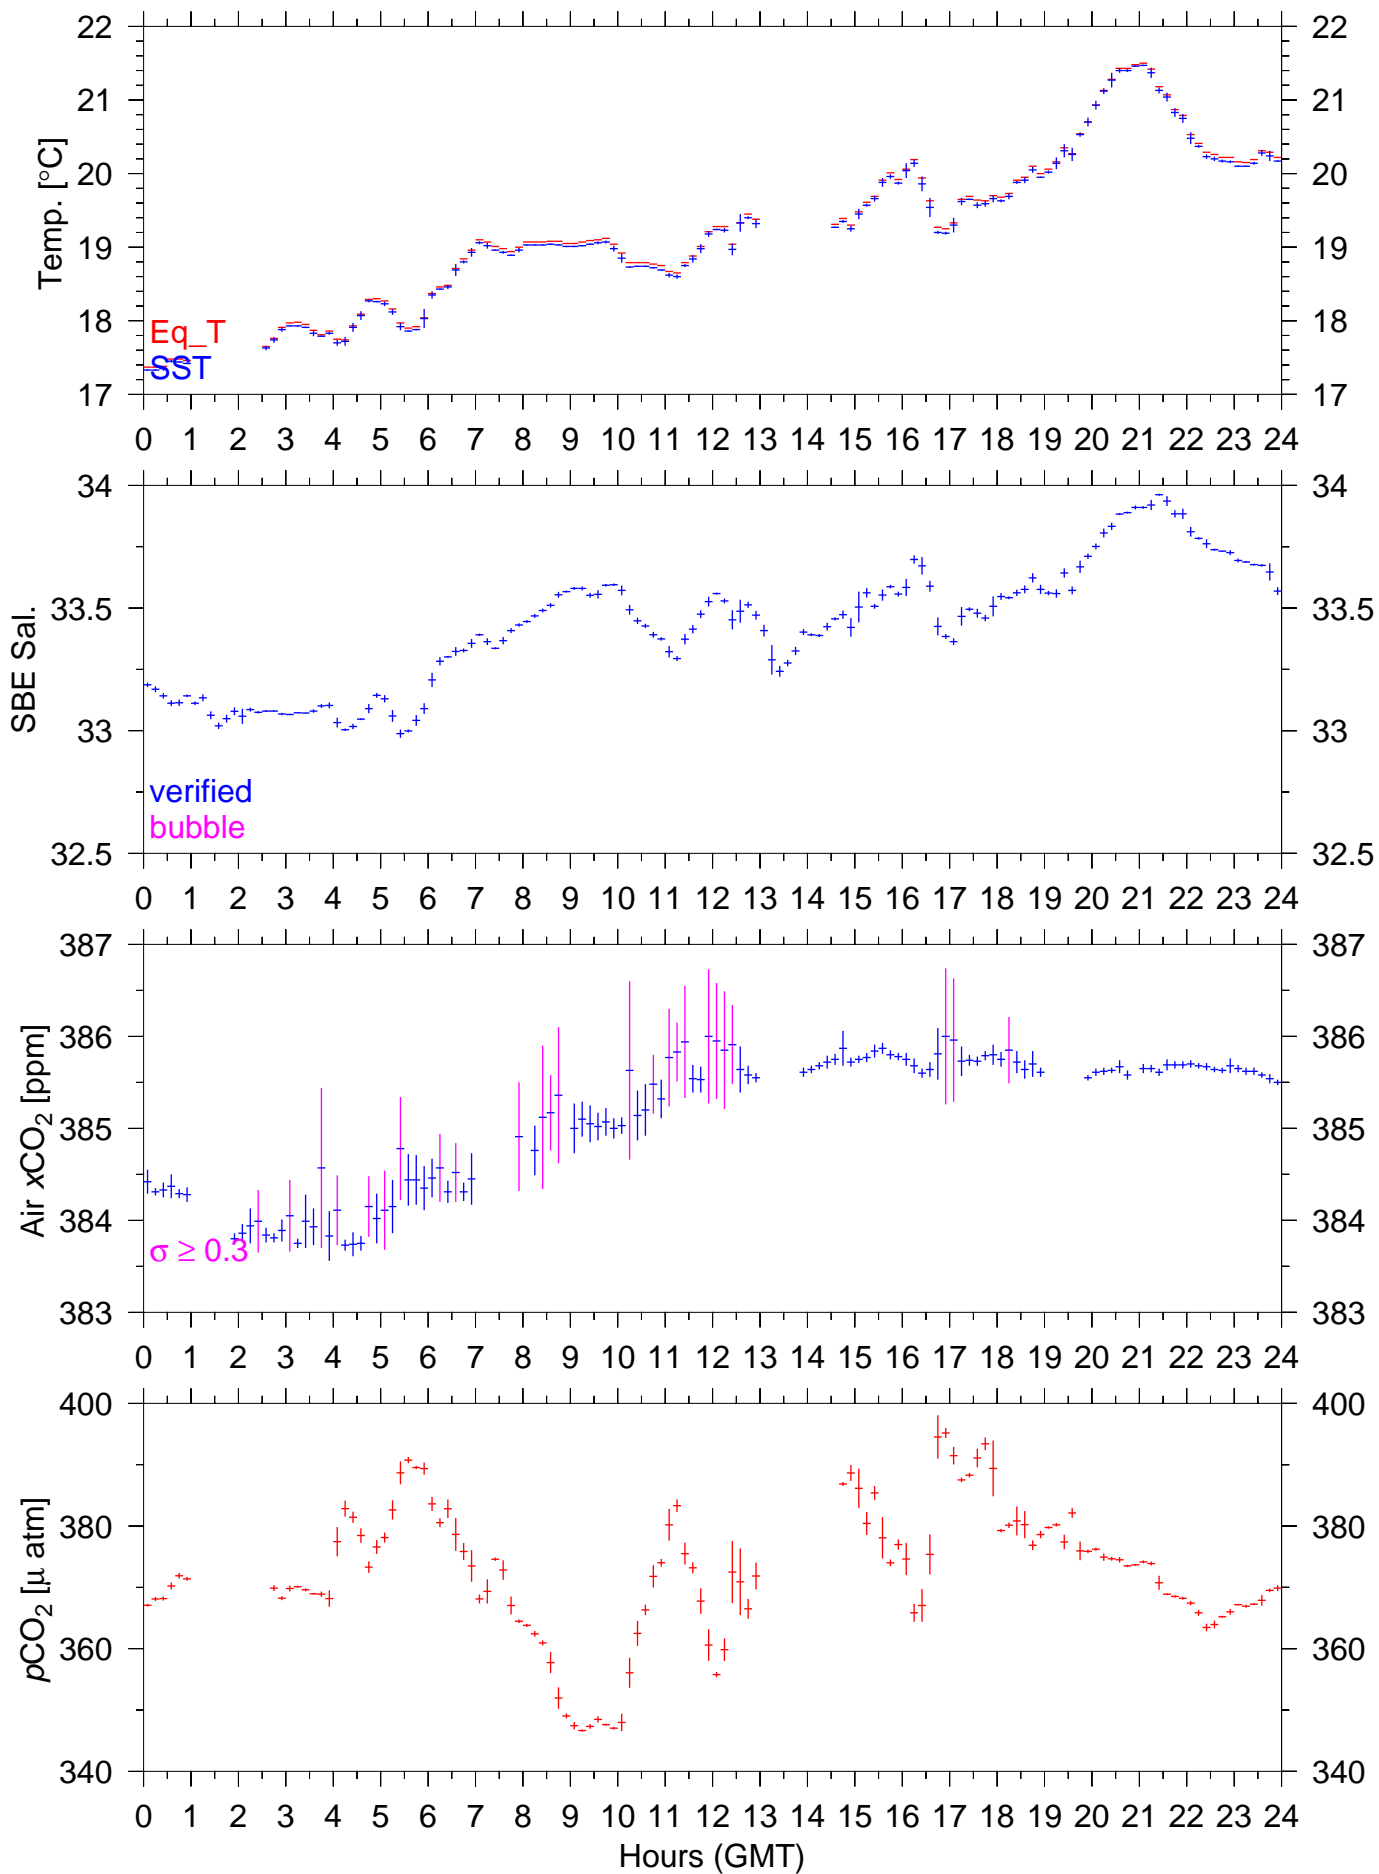 22 22
21 21
20 20
19 19
18 18
17 17
Temp. [°C]
Eq_T
SST
0 1 2 3 4 5 6 7 8 9 10 11 12 13 14 15 16 17 18 19 20 21 22 23 24
34 34
33.5 33.5
33 33
32.5 32.5
SBE Sal.
verified
bubble
0 1 2 3 4 5 6 7 8 9 10 11 12 13 14 15 16 17 18 19 20 21 22 23 24
387 387
386 386
385 385
384 384
383 383
Air xCO₂ [ppm]
σ ≥ 0.3
0 1 2 3 4 5 6 7 8 9 10 11 12 13 14 15 16 17 18 19 20 21 22 23 24
400 400
380 380
360 360
340 340
pCO₂ [μ atm]
0 1 2 3 4 5 6 7 8 9 10 11 12 13 14 15 16 17 18 19 20 21 22 23 24
Hours (GMT)